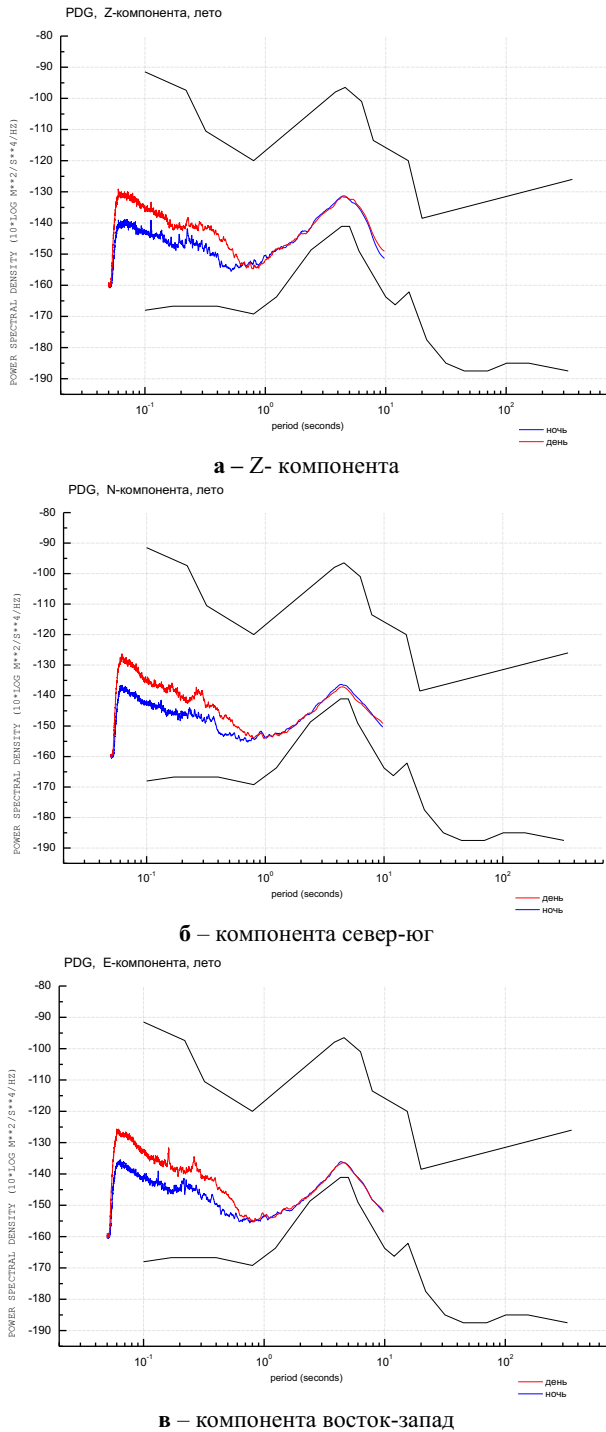 PDG, Z-компонента, лето
POWER SPECTRAL DENSITY (10*LOG M**2/S**4/HZ)
-80
-90
-100
-110
-120
-130
-140
-150
-160
-170
-180
-190
10-1
100
101
102
period (seconds)
ночь
день
а – Z- компонента
PDG, N-компонента, лето
POWER SPECTRAL DENSITY (10*LOG M**2/S**4/HZ)
-80
-90
-100
-110
-120
-130
-140
-150
-160
-170
-180
-190
10-1
100
101
102
period (seconds)
день
ночь
б – компонента север-юг
PDG, E-компонента, лето
POWER SPECTRAL DENSITY (10*LOG M**2/S**4/HZ)
-80
-90
-100
-110
-120
-130
-140
-150
-160
-170
-180
-190
10-1
100
101
102
period (seconds)
день
ночь
в – компонента восток-запад